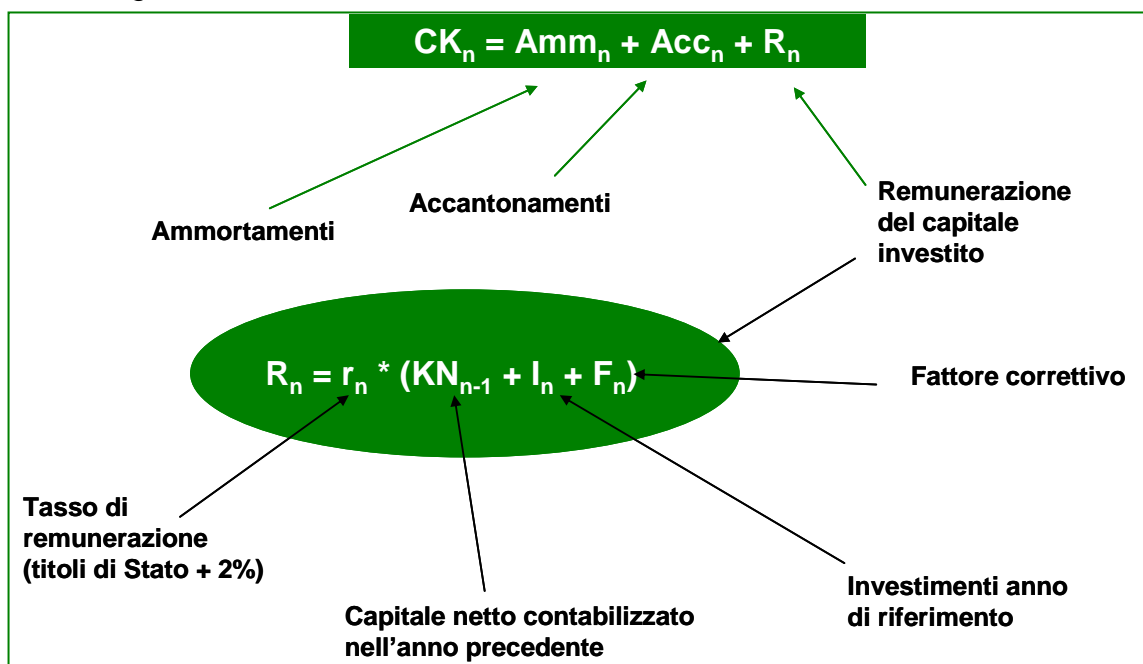 CKn = Ammn + Accn + Rn
Ammortamenti
Accantonamenti
Remunerazione
del capitale
investito
Rn = rn * (KNn-1 + In + Fn)
Fattore correttivo
Tasso di
remunerazione
(titoli di Stato + 2%)
Capitale netto contabilizzato
nell'anno precedente
Investimenti anno
di riferimento